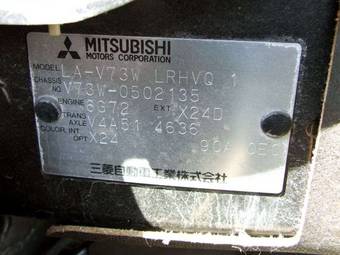 MITSUBISHI
MOTORS CORPORATION
MODEL LA-V73W LRHVQ 1
CHASSIS NO. V73W-0502135
ENGINE 6G72 EXT X24D
TRANS AXLE V4A51 4636
COLOR, INT OPT X24
三菱自動車工業株式会社